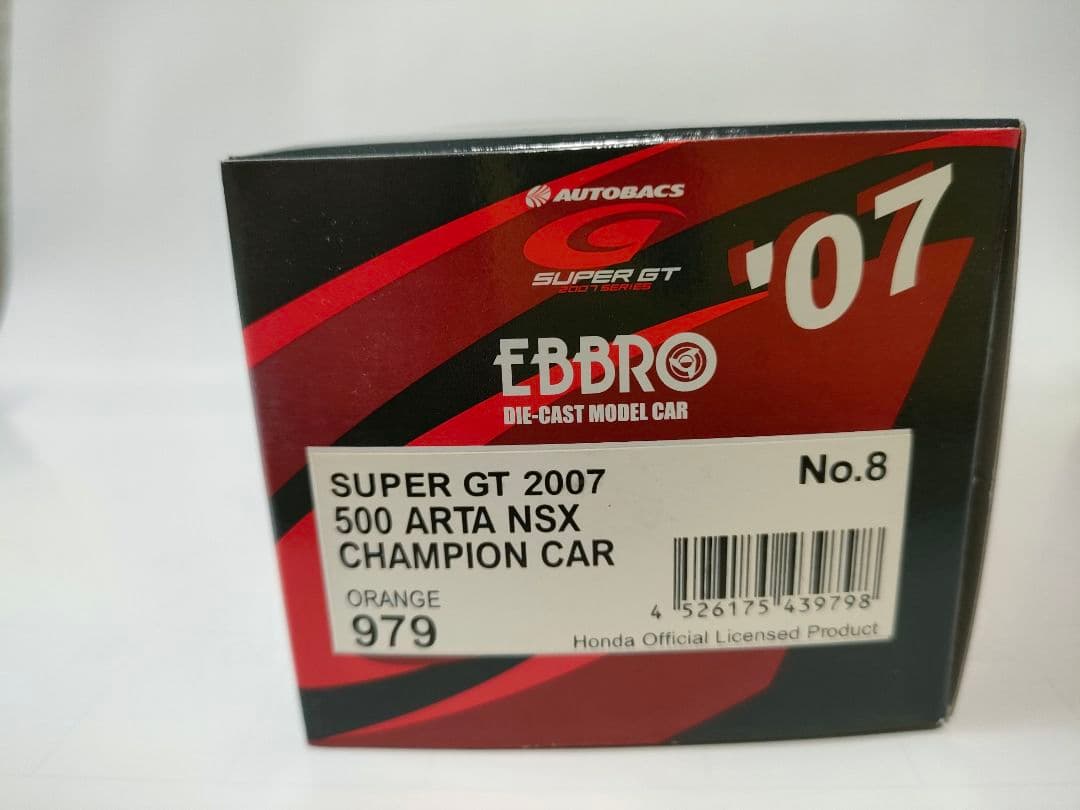 AUTOBACS
SUPER GT
2007 SERIES
'07
EBBRO
DIE-CAST MODEL CAR
SUPER GT 2007
No.8
500 ARTA NSX
CHAMPION CAR
ORANGE
979
4 526175 439798
Honda Official Licensed Product